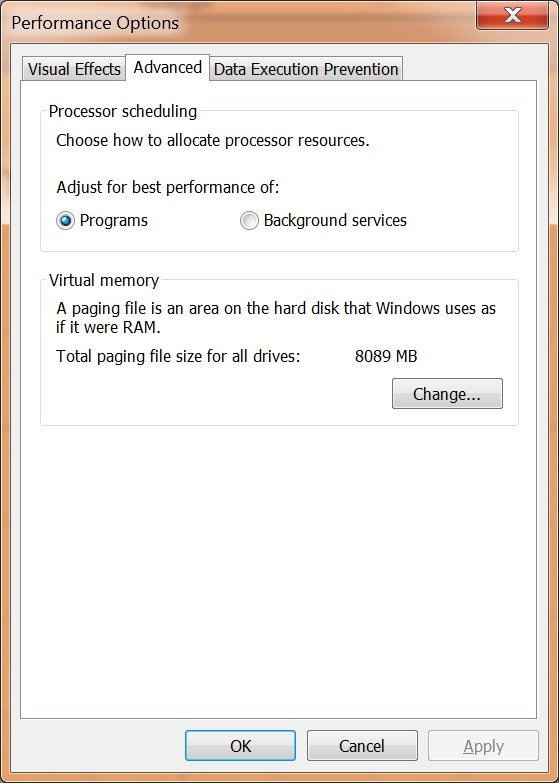 Performance Options
Visual Effects
Advanced
Data Execution Prevention
Processor scheduling
Choose how to allocate processor resources.
Adjust for best performance of:
Programs
Background services
Virtual memory
A paging file is an area on the hard disk that Windows uses as
if it were RAM.
Total paging file size for all drives:
8089 MB
Change...
OK
Cancel
Apply